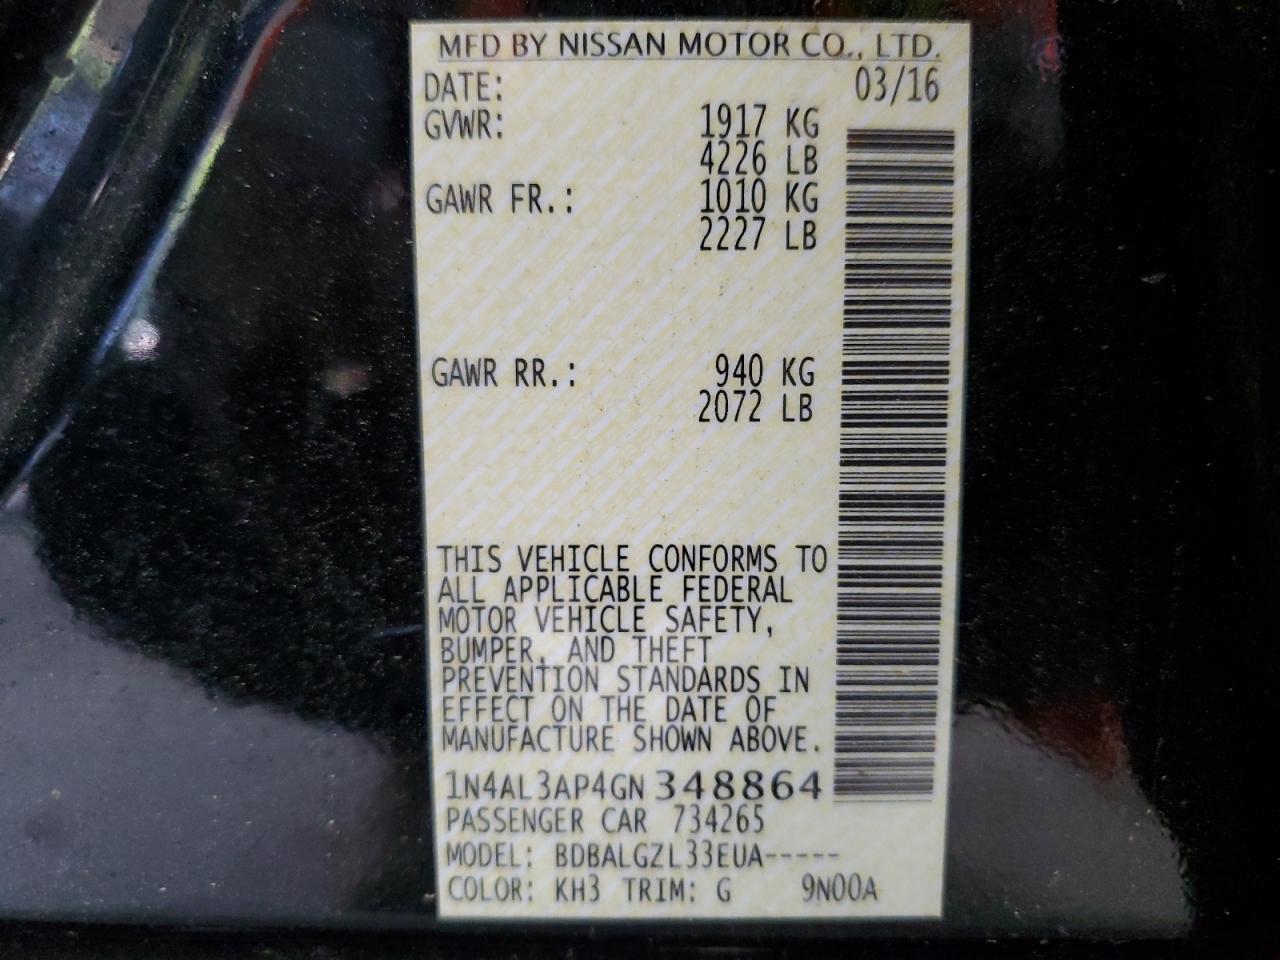 MFD BY NISSAN MOTOR CO., LTD.
DATE: 03/16
GVWR: 1917 KG
4226 LB
GAWR FR.: 1010 KG
2227 LB
GAWR RR.: 940 KG
2072 LB
THIS VEHICLE CONFORMS TO
ALL APPLICABLE FEDERAL
MOTOR VEHICLE SAFETY,
BUMPER, AND THEFT
PREVENTION STANDARDS IN
EFFECT ON THE DATE OF
MANUFACTURE SHOWN ABOVE.
1N4AL3AP4GN348864
PASSENGER CAR 734265
MODEL: BDBALGZL33EUA-----
COLOR: KH3 TRIM: G 9N00A